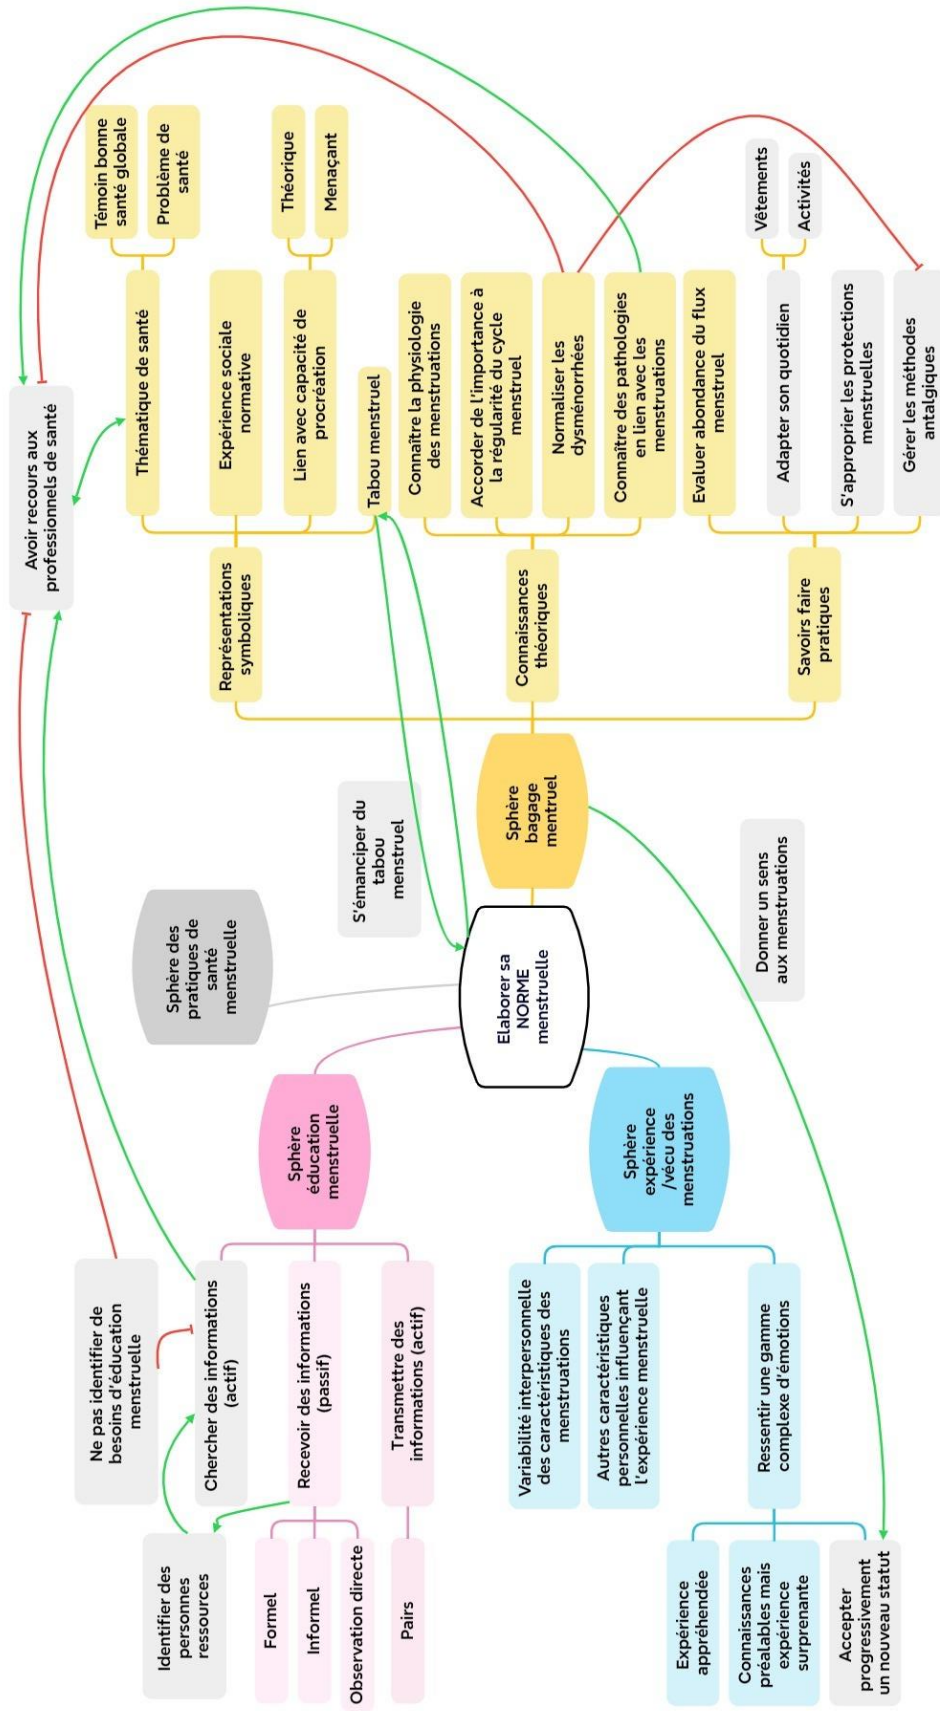 Ne pas identifier de
besoins d'éducation
menstruelle
Identifier des
personnes
ressources
Chercher des informations
(actif)
Formel
Informel
Observation directe
Recevoir des informations
(passif)
Pairs
Transmettre des
informations (actif)
Sphère
éducation
menstruelle
Sphère des
pratiques de
santé
menstruelle
Elaborer sa
NORME
menstruelle
Variabilité interpersonnelle
des caractéristiques des
menstruations
Autres caractéristiques
personnelles influençant
l'expérience menstruelle
Expérience
appréhendée
Connaissances
préalables mais
expérience
surprenante
Accepter
progressivement
un nouveau statut
Ressentir une gamme
complexe d'émotions
Sphère
expérience
/vécu des
menstruations
S'émanciper du
tabou
menstruel
Donner un sens
aux menstruations
Sphère
bagage
mentruel
Avoir recours aux
professionnels de santé
Représentations
symboliques
Thématique de santé
Témoin bonne
santé globale
Problème de
santé
Expérience sociale
normative
Lien avec capacité de
procréation
Théorique
Menaçant
Tabou menstruel
Connaissances
théoriques
Connaître la physiologie
des menstruations
Accorder de l'importance à
la régularité du cycle
menstruel
Normaliser les
dysménorrhées
Connaître des pathologies
en lien avec les
menstruations
Savoirs faire
pratiques
Evaluer abondance du flux
menstruel
Adapter son quotidien
Vêtements
Activités
S'approprier les protections
menstruelles
Gérer les méthodes
antalgiques